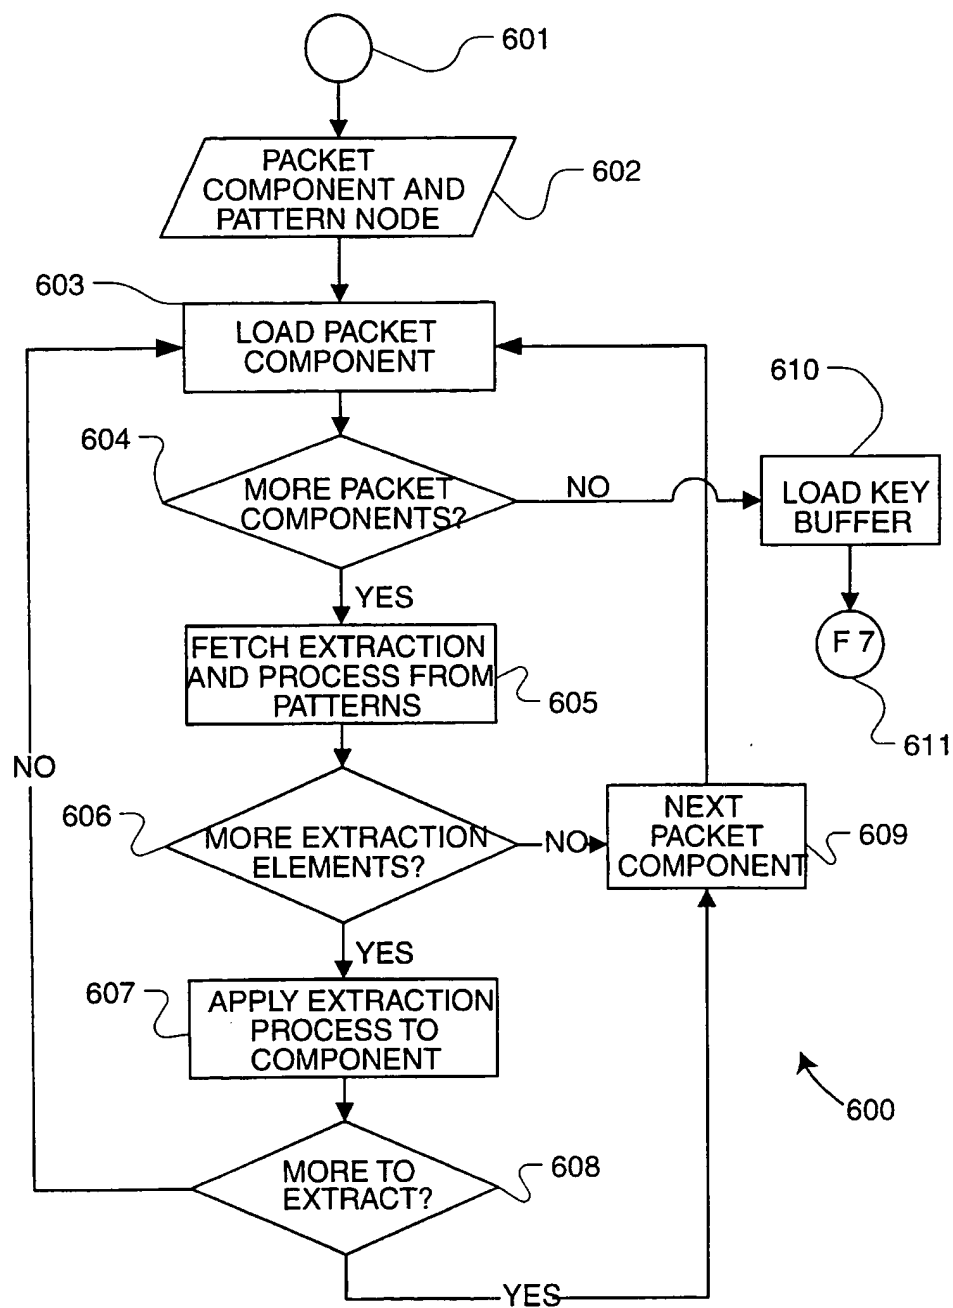 601
PACKET
COMPONENT AND
PATTERN NODE
602
603
LOAD PACKET
COMPONENT
610
604
MORE PACKET
COMPONENTS?
NO
LOAD KEY
BUFFER
YES
FETCH EXTRACTION
AND PROCESS FROM
PATTERNS
605
F 7
611
NO
606
MORE EXTRACTION
ELEMENTS?
NO
NEXT
PACKET
COMPONENT
609
YES
607
APPLY EXTRACTION
PROCESS TO
COMPONENT
600
MORE TO
EXTRACT?
608
YES